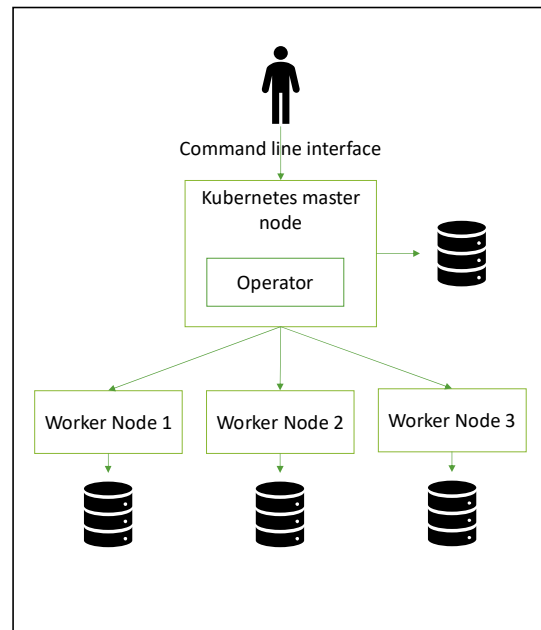 Command line interface
Kubernetes master
node
Operator
Worker Node 1
Worker Node 2
Worker Node 3